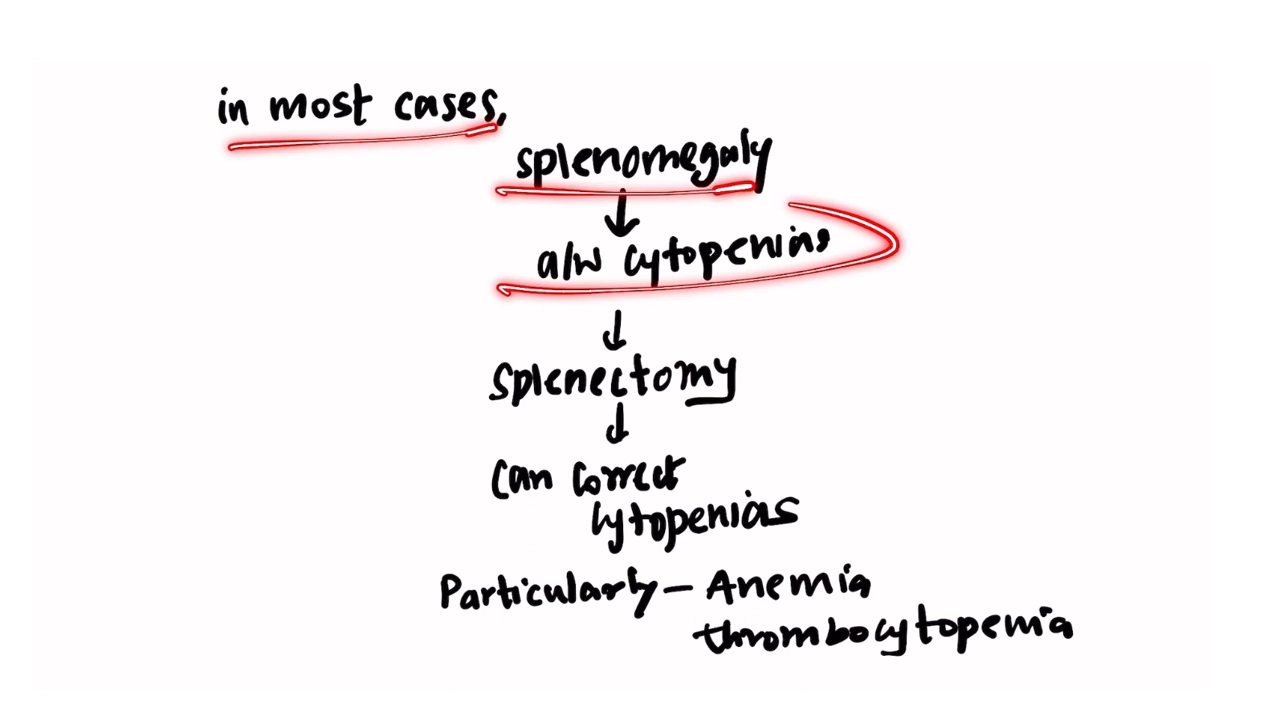 in most cases,
splenomegaly
↓
a/w cytopenias
↓
splenectomy
↓
can correct
cytopenias
Particularly – Anemia
thrombocytopenia